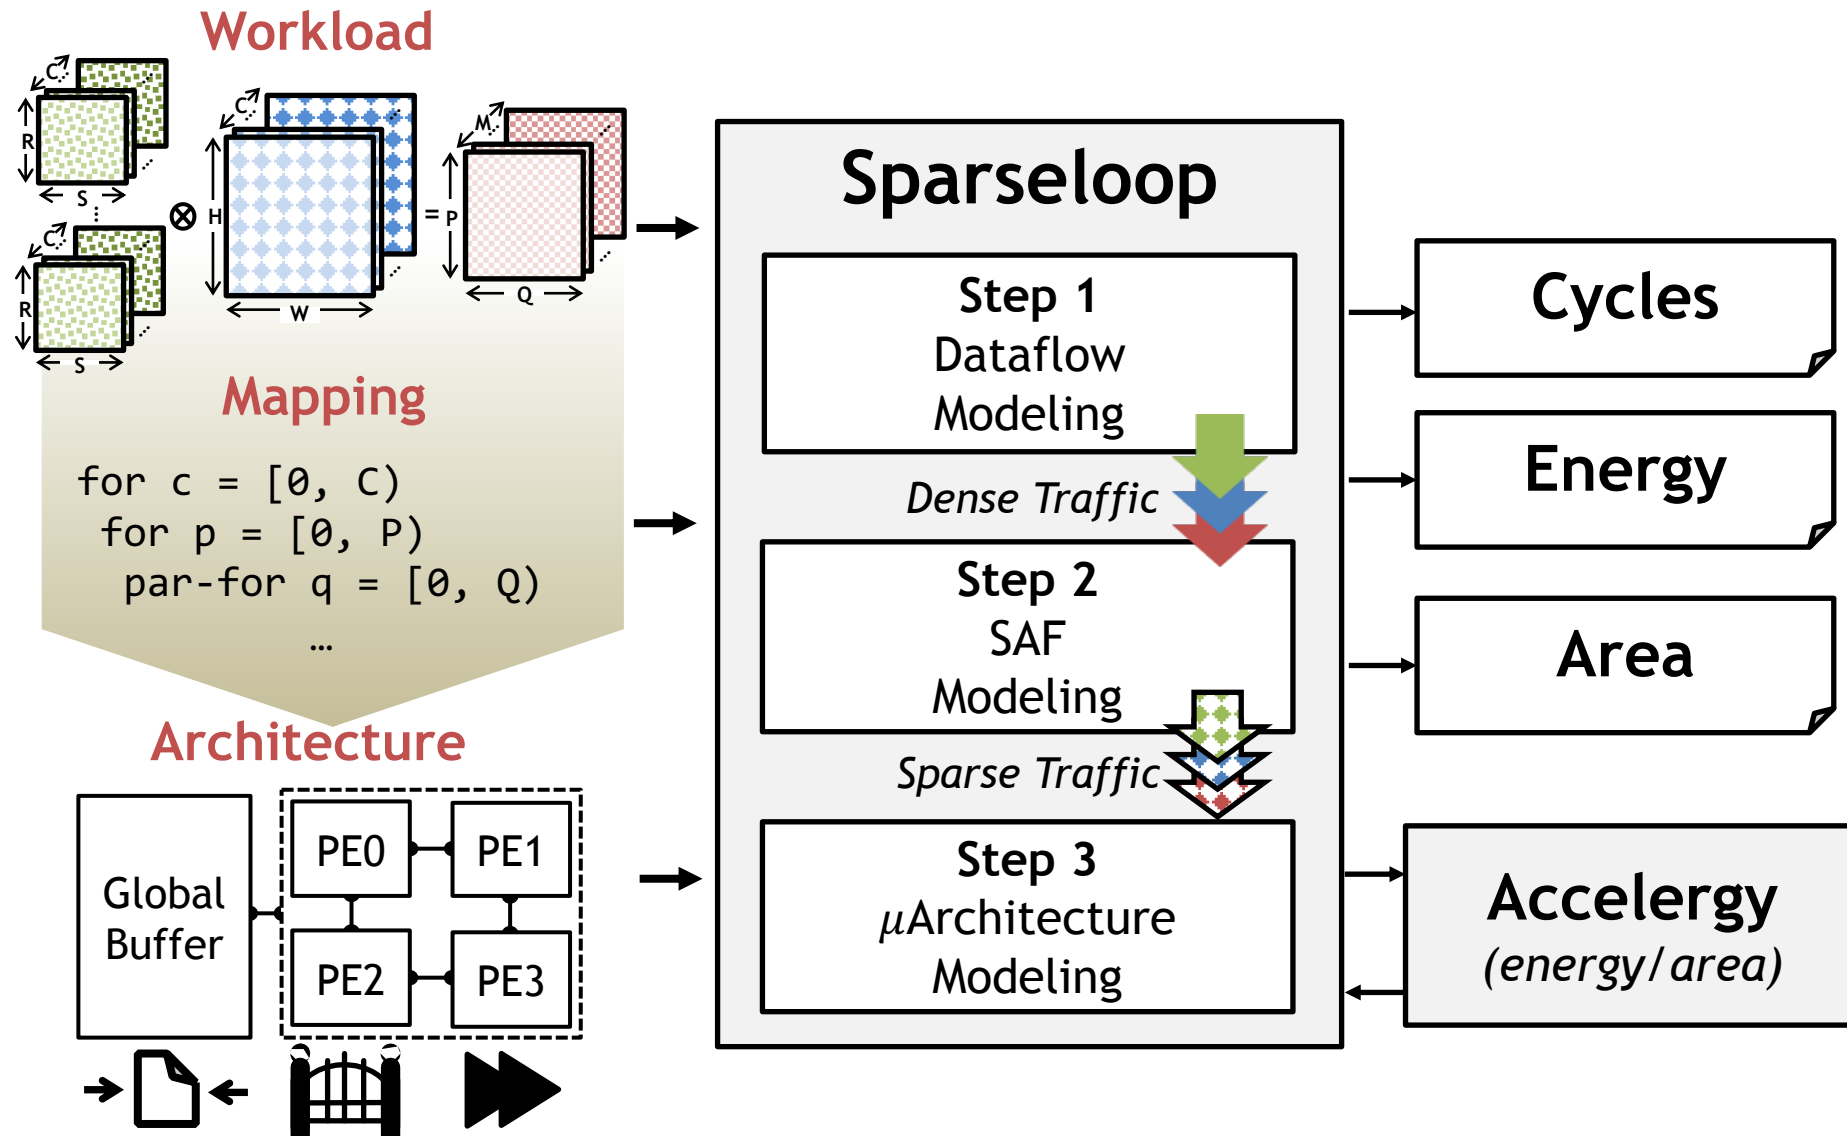 Workload
C
R
S
C
R
S
⊗
C
H
W
=
M
P
Q
Mapping
for c = [0, C)
for p = [0, P)
par-for q = [0, Q)
…
Architecture
Global
Buffer
PE0
PE1
PE2
PE3
Sparseloop
Step 1
Dataflow
Modeling
Dense Traffic
Step 2
SAF
Modeling
Sparse Traffic
Step 3
μArchitecture
Modeling
Cycles
Energy
Area
Accelergy
(energy/area)